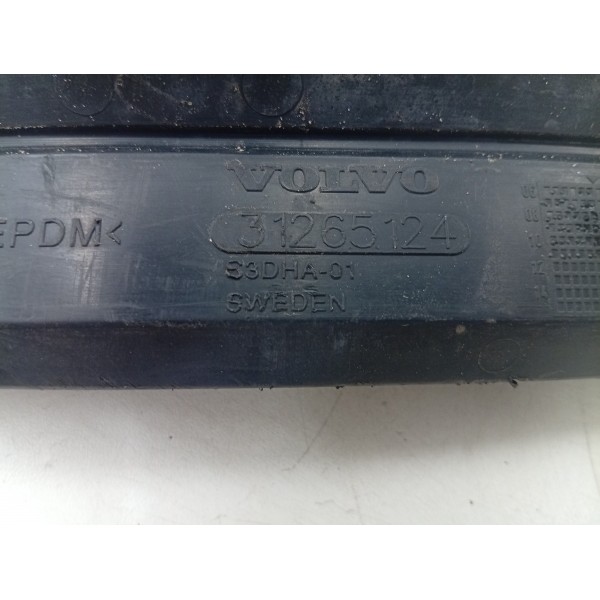 VOLVO
EPDM<
31265124
S3DHA-01
SWEDEN